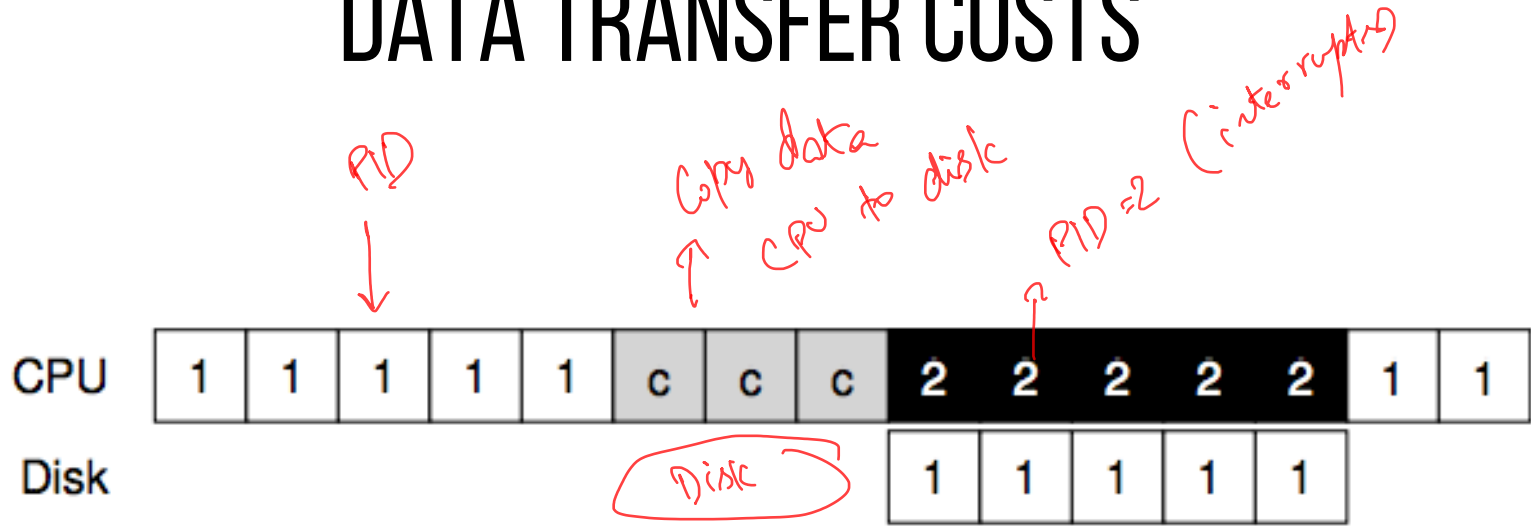 DATA TRANSFER COSTS
PID
Copy data
CPU to disk
PID=2 (interrupts)
CPU 1 1 1 1 1 c c c 2 2 2 2 2 1 1
Disk 1 1 1 1 1
Disk